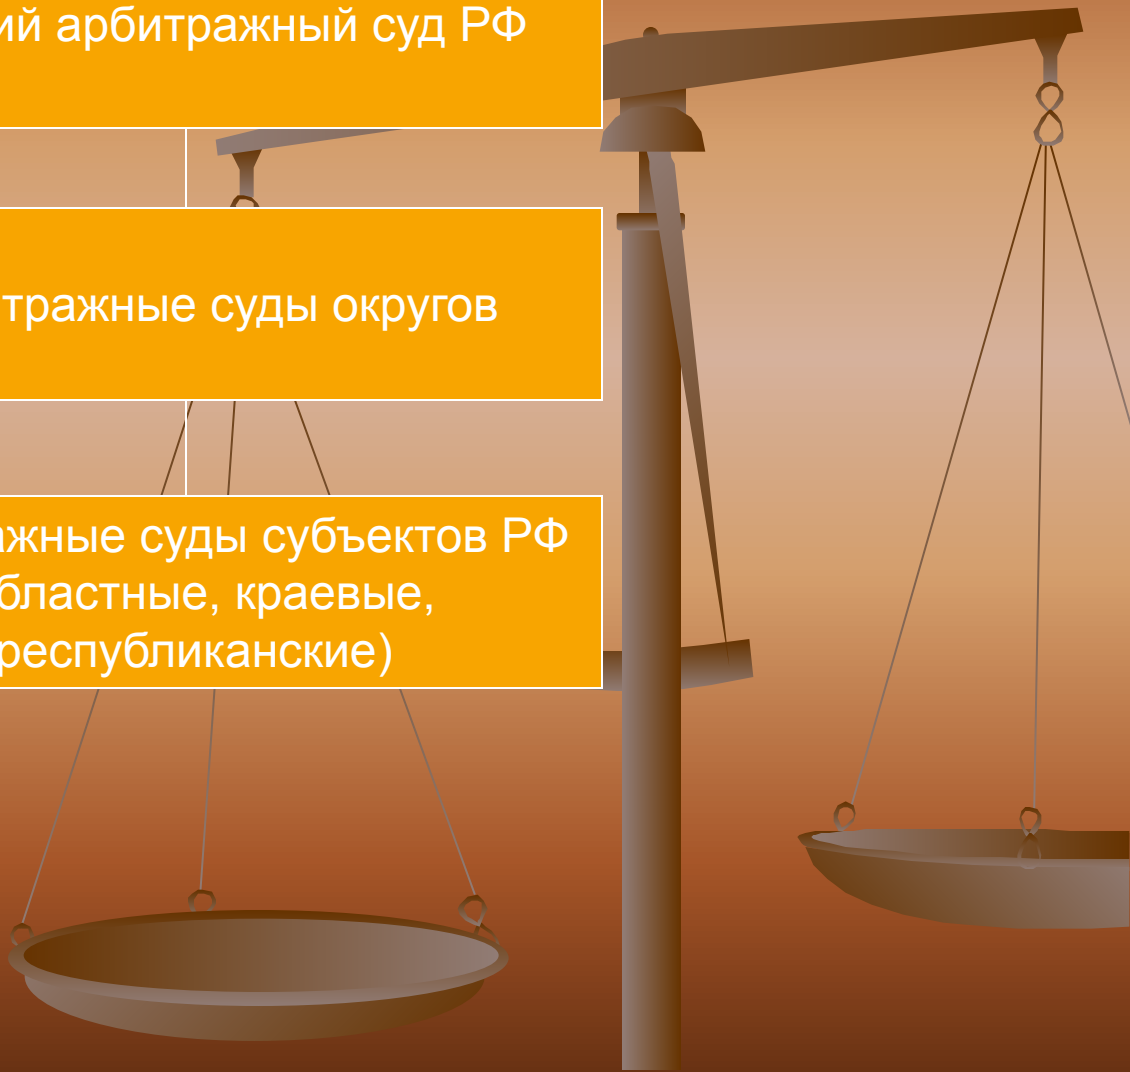 ий арбитражный суд РФ
тражные суды округов
ажные суды субъектов РФ
бластные, краевые,
республиканские)